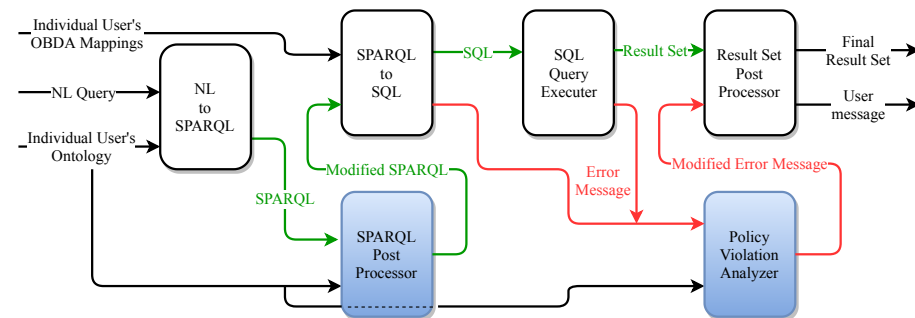 Individual User's
OBDA Mappings
NL Query
Individual User's
Ontology
NL
to
SPARQL
SPARQL
SPARQL
to
SQL
Modified SPARQL
SPARQL
Post
Processor
SQL
SQL
Query
Executer
Error
Message
Result Set
Result Set
Post
Processor
Modified Error Message
Policy
Violation
Analyzer
Final
Result Set
User
message